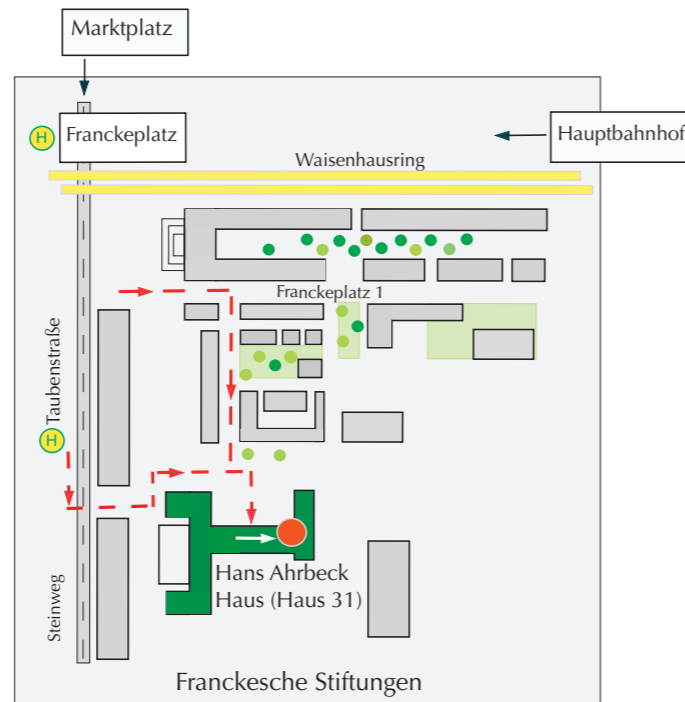 Marktplatz
H
Franckeplatz
Hauptbahnhof
Waisenhausring
Franckeplatz 1
Taubenstraße
H
Hans Ahrbeck
Haus (Haus 31)
Steinweg
Franckesche Stiftungen